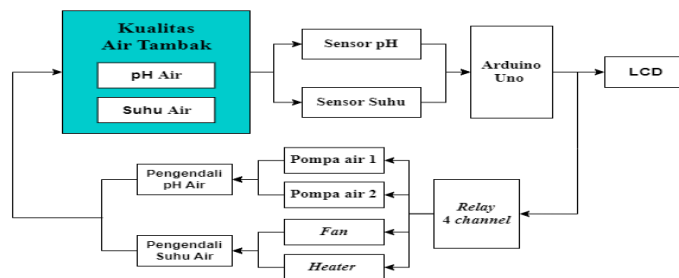 Kualitas
Air Tambak
pH Air
Suhu Air
Sensor pH
Sensor Suhu
Arduino
Uno
LCD
Pengendali
pH Air
Pengendali
Suhu Air
Pompa air 1
Pompa air 2
Fan
Heater
Relay
4 channel